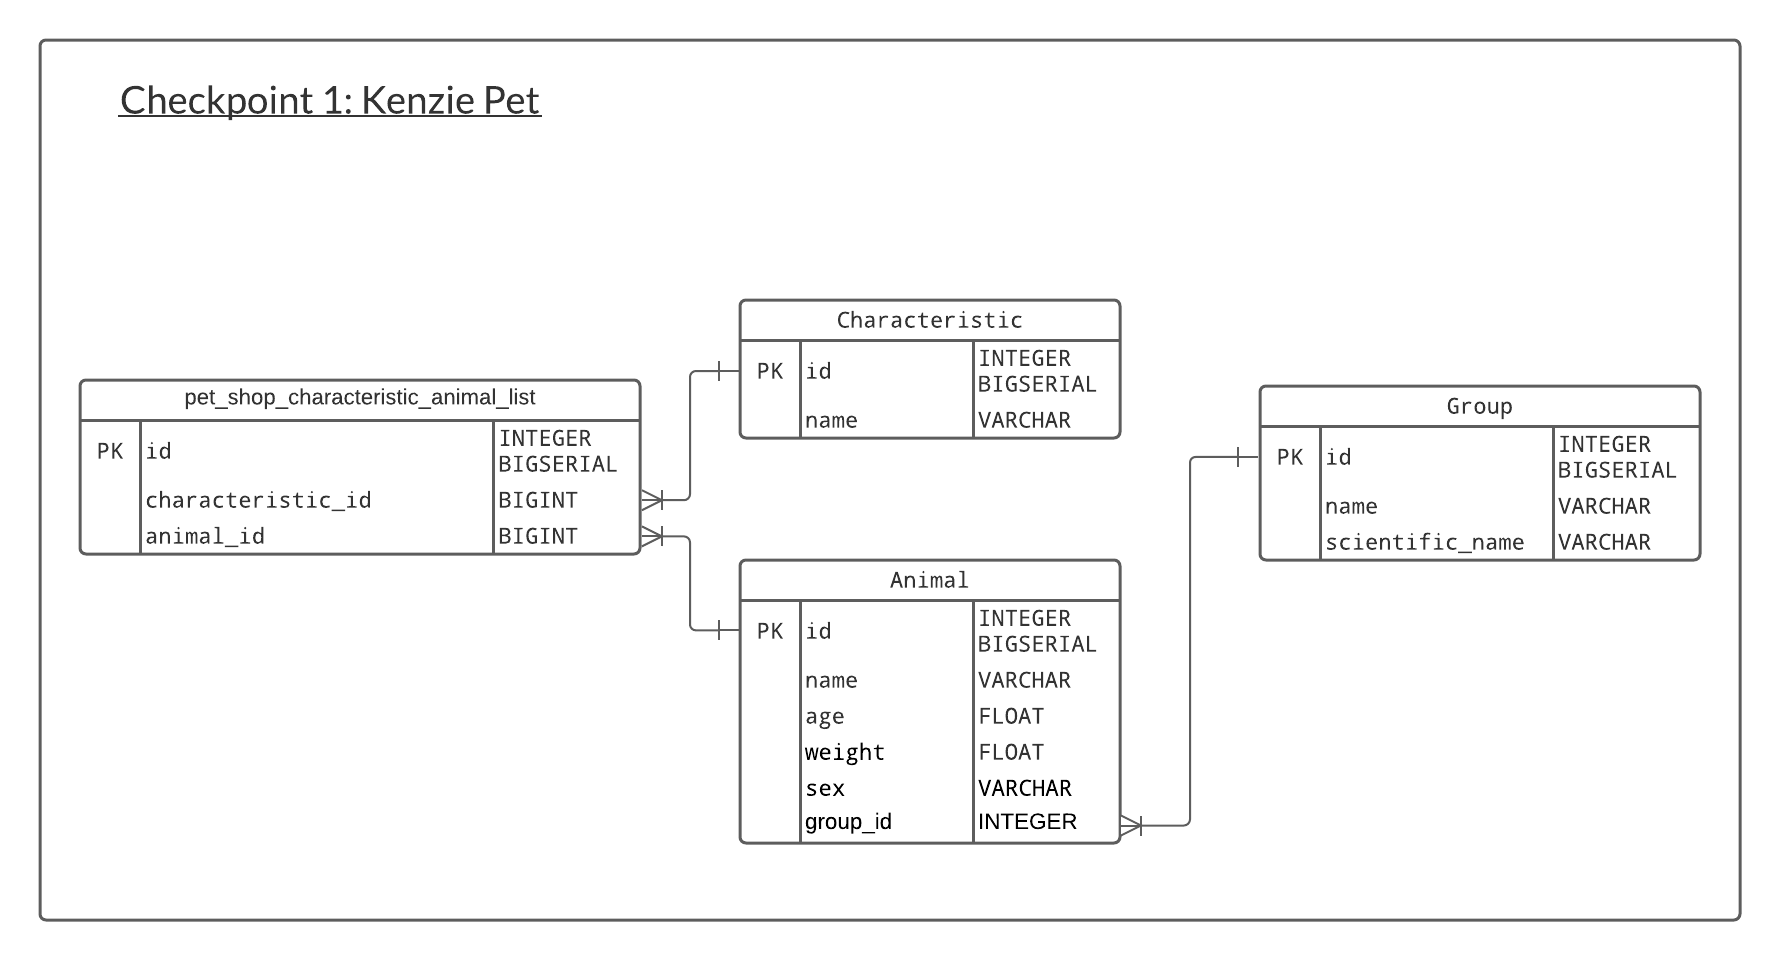 Checkpoint 1: Kenzie Pet
pet_shop_characteristic_animal_list
PK id INTEGER
BIGSERIAL
characteristic_id BIGINT
animal_id BIGINT
Characteristic
PK id INTEGER
BIGSERIAL
name VARCHAR
Animal
PK id INTEGER
BIGSERIAL
name VARCHAR
age FLOAT
weight FLOAT
sex VARCHAR
group_id INTEGER
Group
PK id INTEGER
BIGSERIAL
name VARCHAR
scientific_name VARCHAR